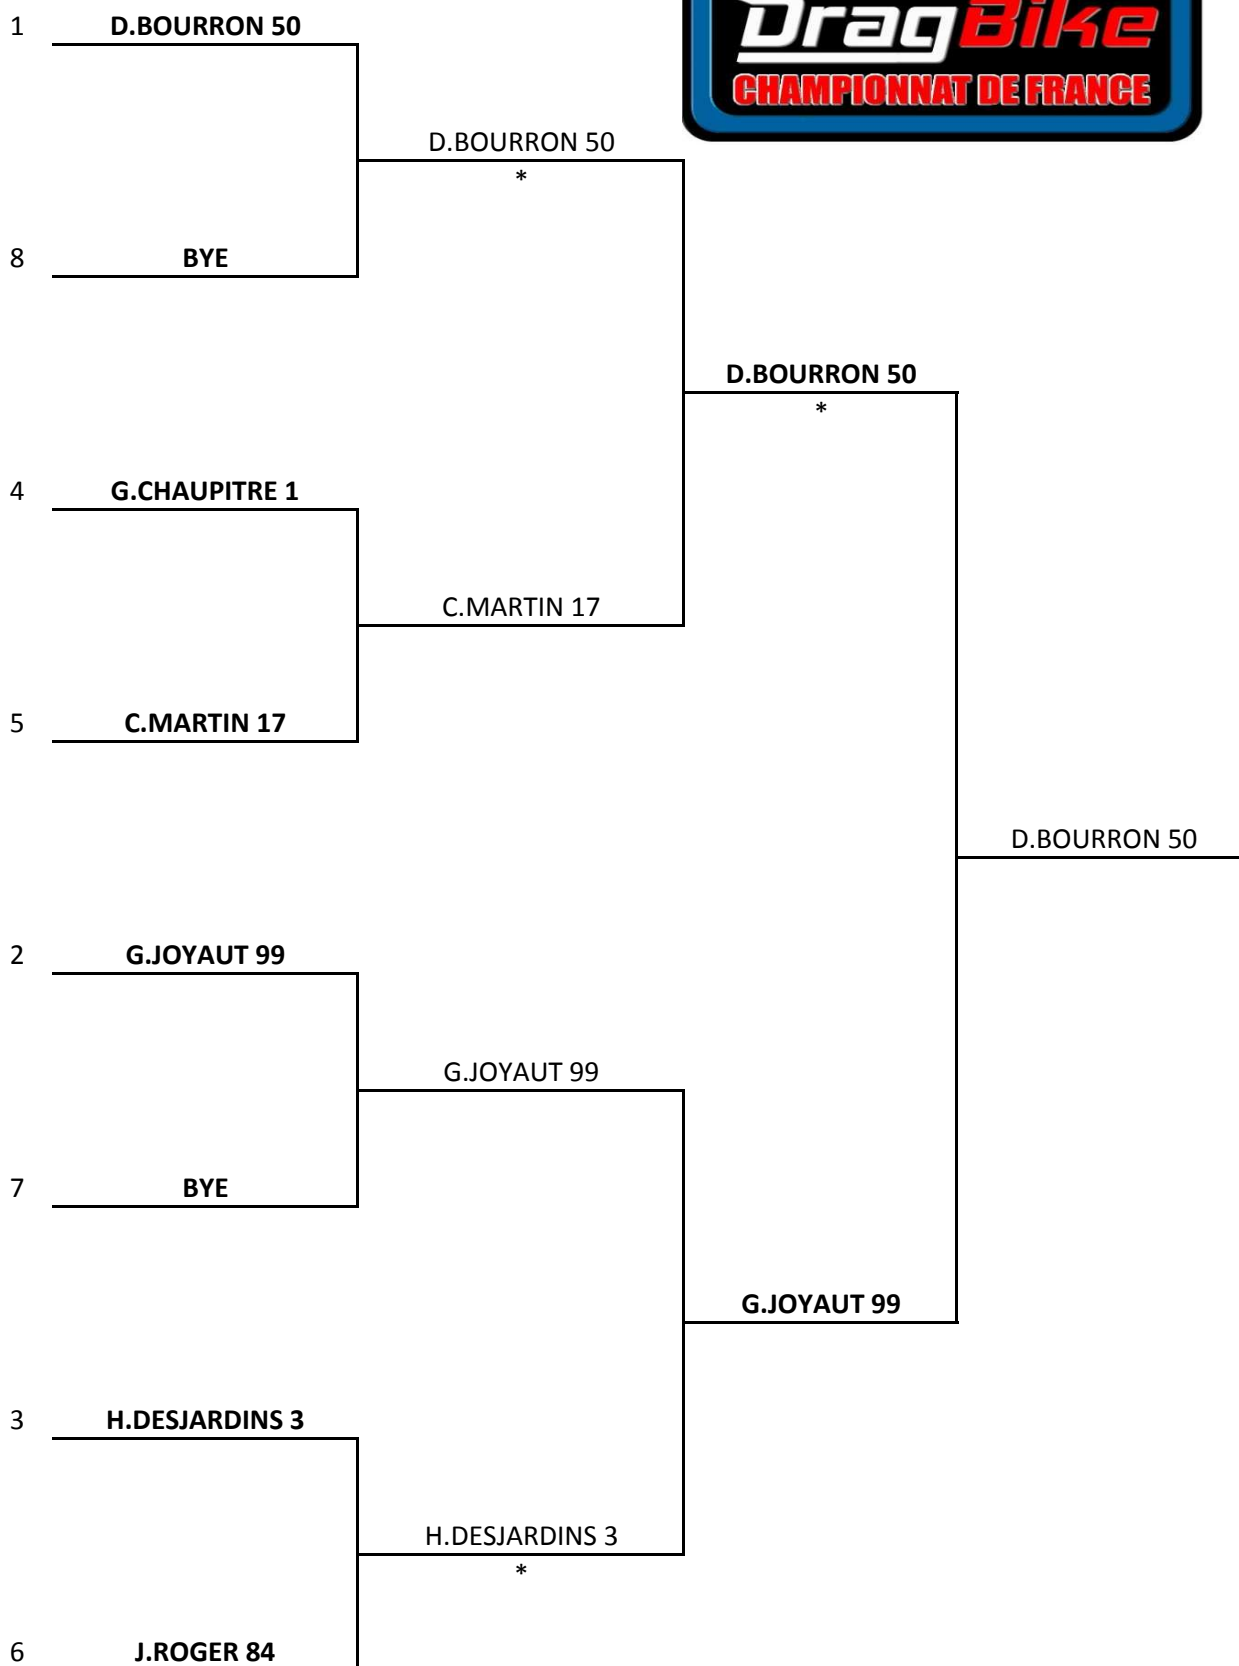 DragBike
CHAMPIONNAT DE FRANCE
1 D.BOURRON 50
D.BOURRON 50
*
8 BYE
D.BOURRON 50
*
4 G.CHAUPITRE 1
C.MARTIN 17
5 C.MARTIN 17
D.BOURRON 50
2 G.JOYAUT 99
G.JOYAUT 99
7 BYE
G.JOYAUT 99
3 H.DESJARDINS 3
H.DESJARDINS 3
*
6 J.ROGER 84